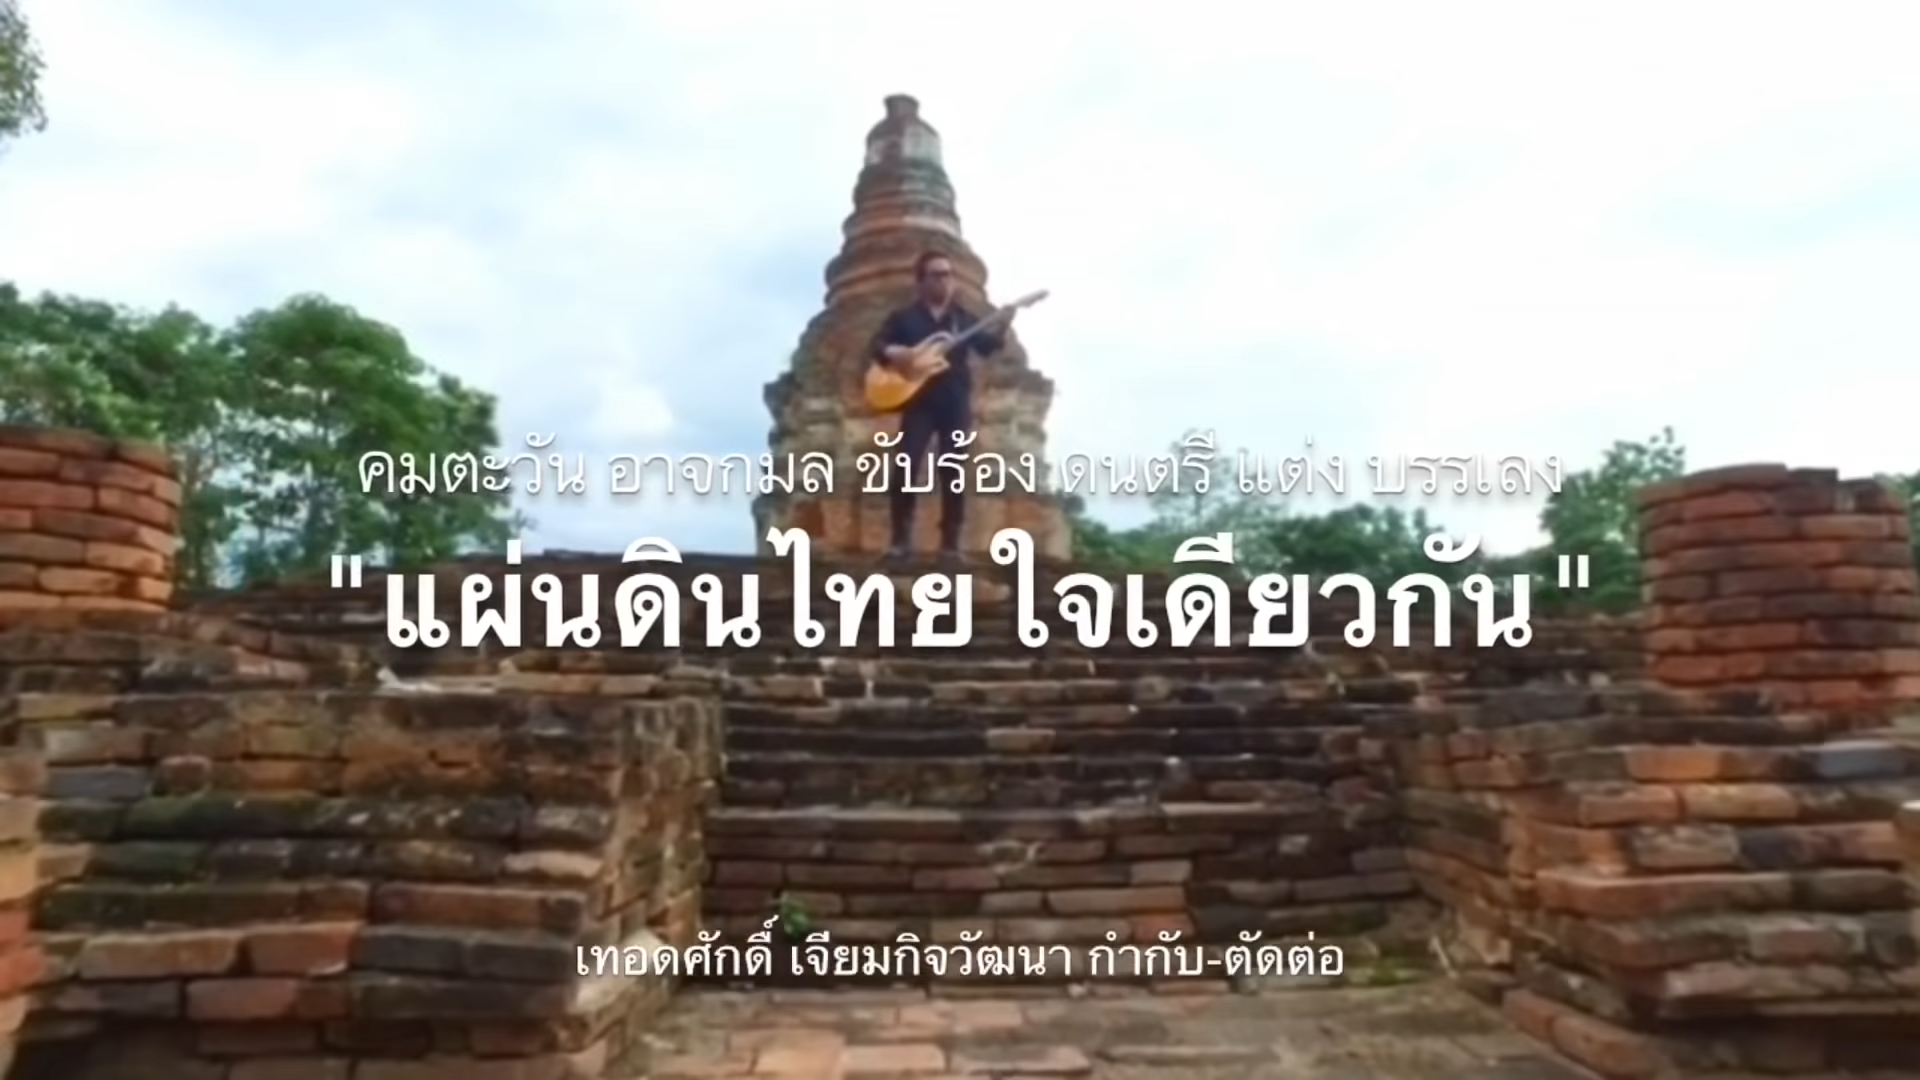 คมตะวัน อาจกมล ขับร้อง ดนตรี แต่ง บรรเลง
"แผ่นดินไทย ใจเดียวกัน"
เทอดศักดิ์ เจียมกิจวัฒนา กำกับ-ตัดต่อ